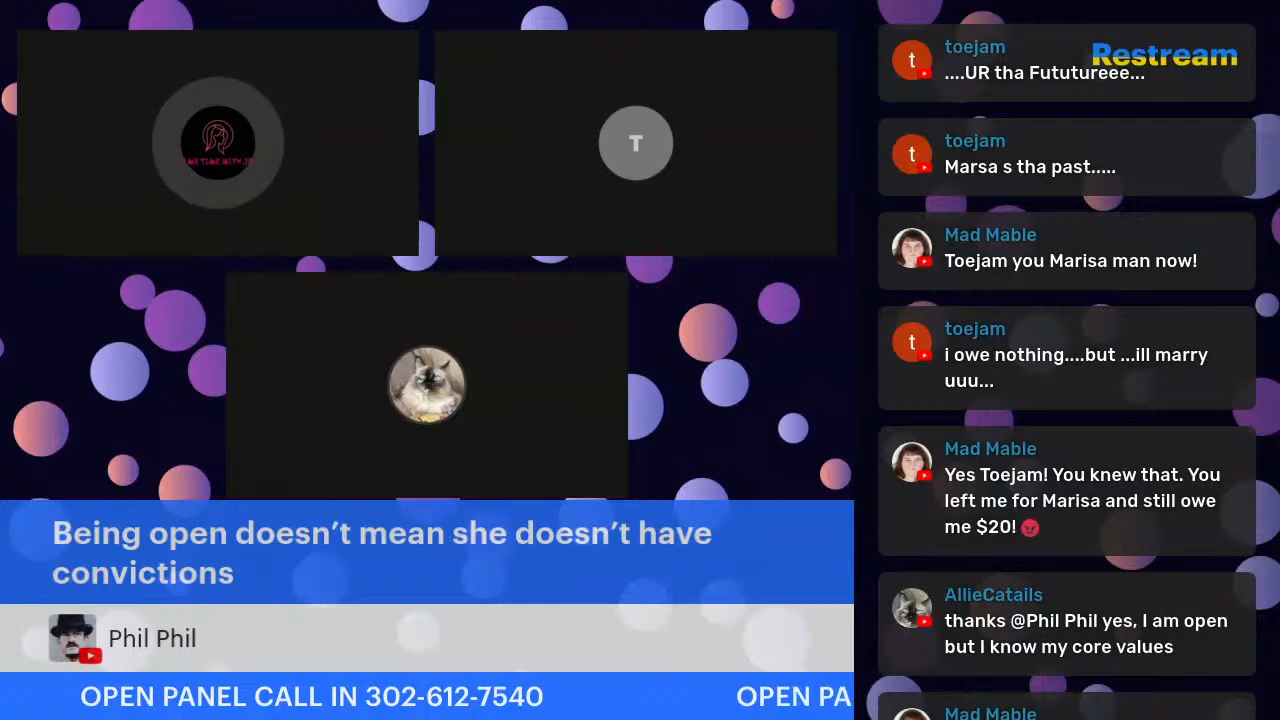 T
Being open doesn’t mean she doesn’t have
convictions
Phil Phil
OPEN PANEL CALL IN 302-612-7540
OPEN PA
Restream
t
toejam
....UR tha Fututureee...
t
toejam
Marsa s tha past.....
Mad Mable
Toejam you Marisa man now!
t
toejam
i owe nothing....but ...ill marry
uuu...
Mad Mable
Yes Toejam! You knew that. You
left me for Marisa and still owe
me $20! 😡
AllieCatails
thanks @Phil Phil yes, I am open
but I know my core values
Mad Mable